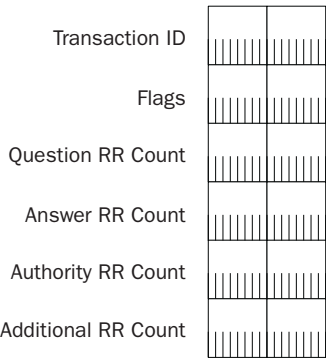 Transaction ID
Flags
Question RR Count
Answer RR Count
Authority RR Count
Additional RR Count